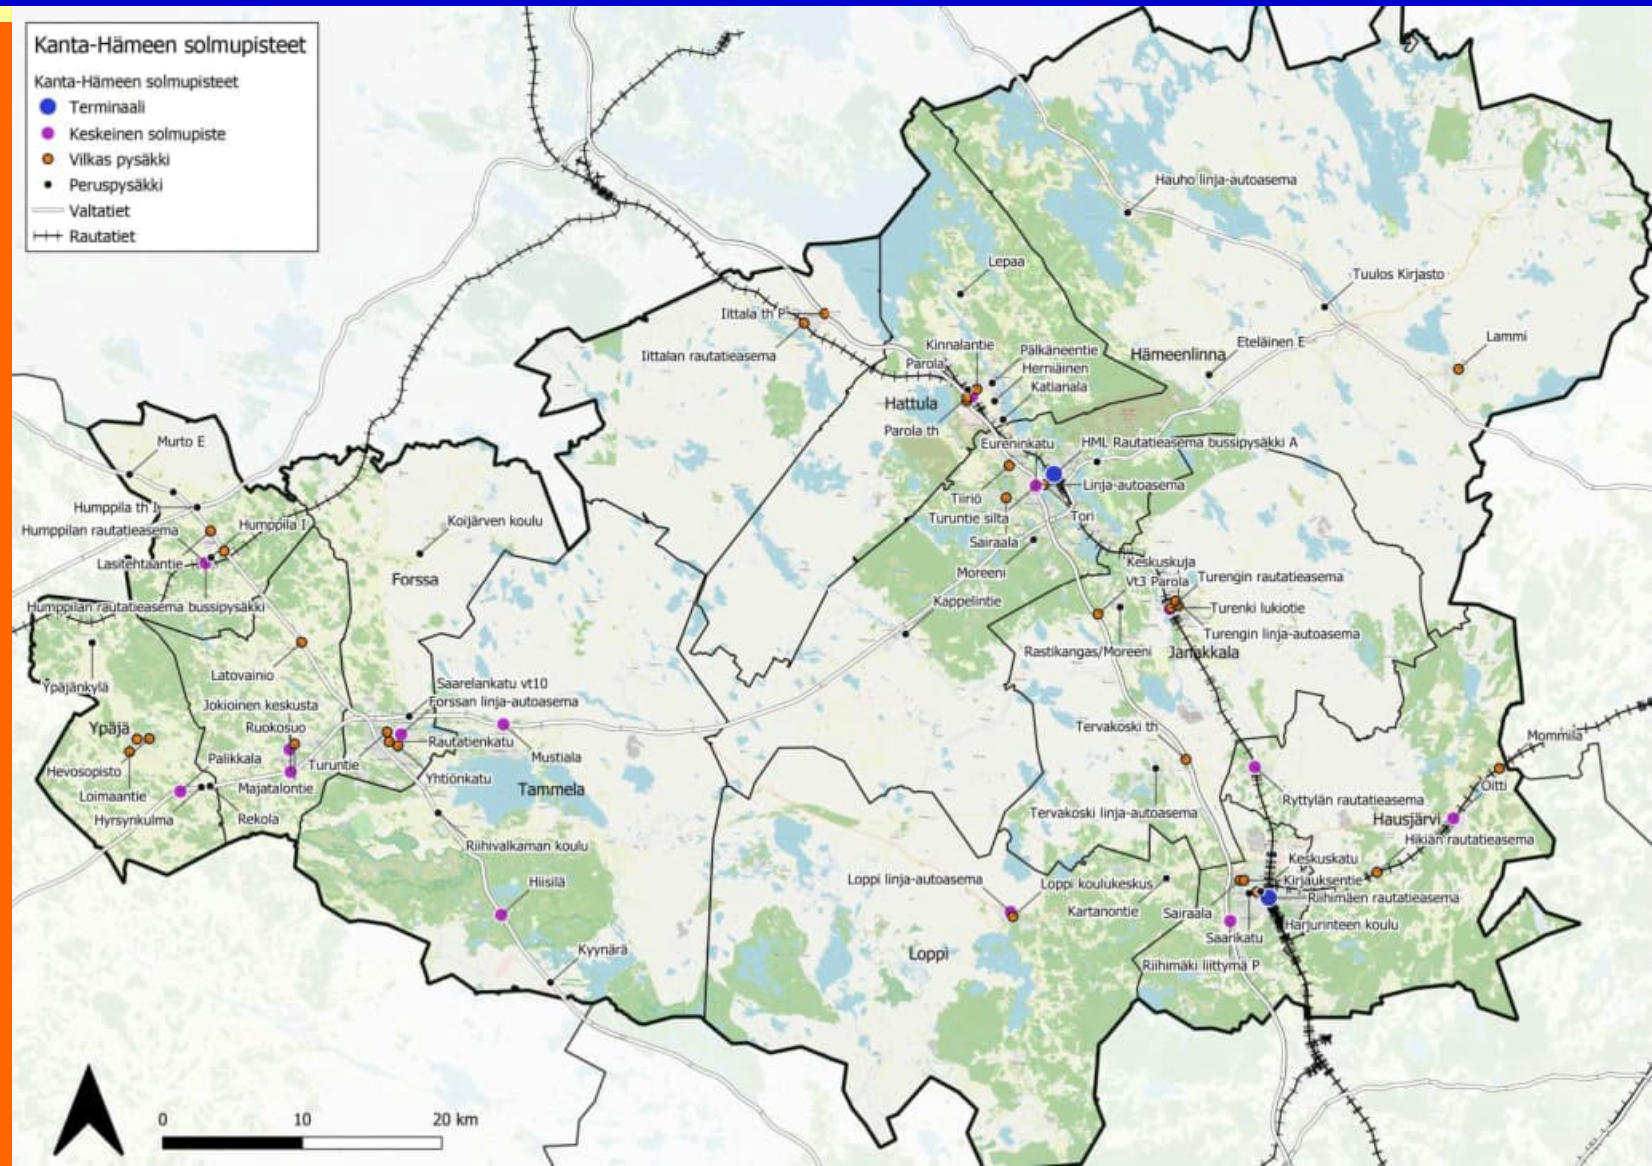 Kanta-Hämeen solmupisteet
Kanta-Hämeen solmupisteet
Terminaali
Keskeinen solmupiste
Vilkas pysäkki
Peruspysäkki
Valtatiet
Rautatiet
Hauho linja-autoasema
Lepaa
Tuulos Kirjasto
Iittala th P
Lammi
Kinnalantie
Pälkäneentie
Eteläinen E
Iittalan rautatieasema
Parola
Herniäinen
Hämeenlinna
Katianala
Hattula
Parola th
Murto E
Eureninkatu
HML Rautatieasema bussipysäkki A
Tiiriö
Linja-autoasema
Humppila th I
Turuntie silta
Tori
Humppilan rautatieasema
Humppila I
Koijärven koulu
Sairaala
Lasitehtaantie
Keskuskuja
Moreeni
Vt3 Parola
Turengin rautatieasema
Forssa
Kappelintie
Turenki lukiotie
Humppilan rautatieasema bussipysäkki
Turengin linja-autoasema
Rastikangas/Moreeni
Janakkala
Latovainio
Ypäjänkylä
Saarelankatu vt10
Jokioinen keskusta
Forssan linja-autoasema
Ypäjä
Ruokosuo
Tervakoski th
Mommila
Rautatienkatu
Palikkala
Turuntie
Mustiala
Hevosopisto
Yhtiönkatu
Oitti
Loimaantie
Majatalontie
Tammela
Ryttylän rautatieasema
Hyrsynkulma
Rekola
Tervakoski linja-autoasema
Hausjärvi
Hikiän rautatieasema
Riihivalkaman koulu
Keskuskatu
Hiisilä
Loppi linja-autoasema
Loppi koulukeskus
Kirjauksentie
Riihimäen rautatieasema
Kartanontie
Sairaala
Harjurinteen koulu
Saarikatu
Kyynärä
Loppi
Riihimäki liittymä P
0 10 20 km